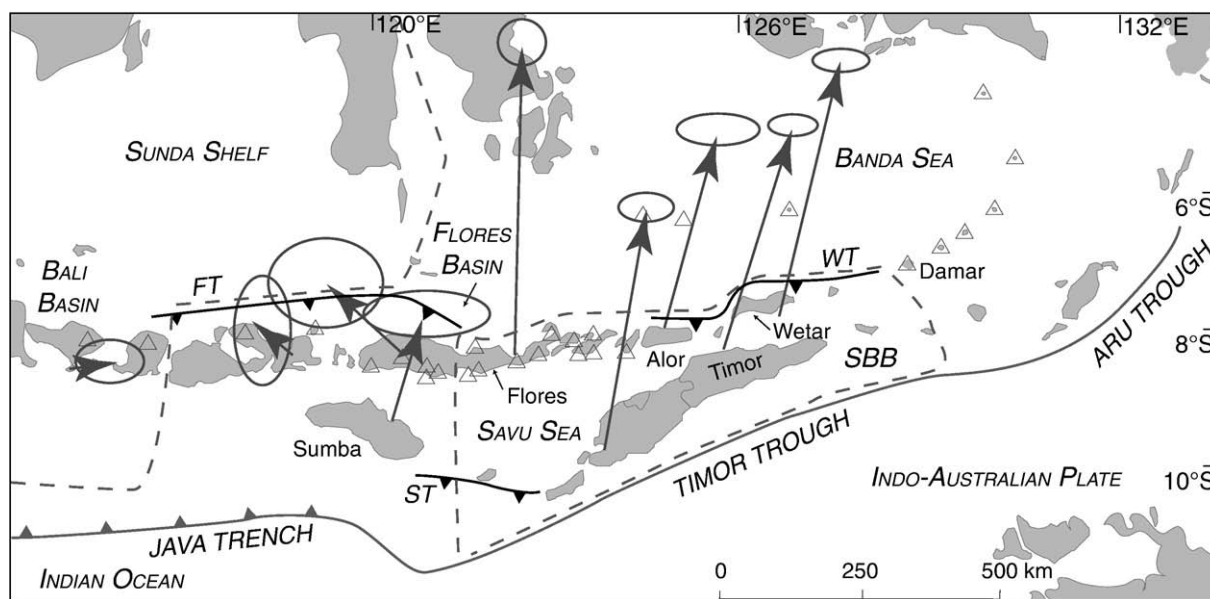 120°E
126°E
132°E
SUNDA SHELF
BANDA SEA
6°S
FLORES
BASIN
BALI
BASIN
FT
WT
Damar
ARU TROUGH
Wetar
8°S
Alor
Timor
SBB
Flores
Sumba
SAVU SEA
TIMOR TROUGH
INDO-AUSTRALIAN PLATE
10°S
ST
JAVA TRENCH
INDIAN OCEAN
0 250 500 km